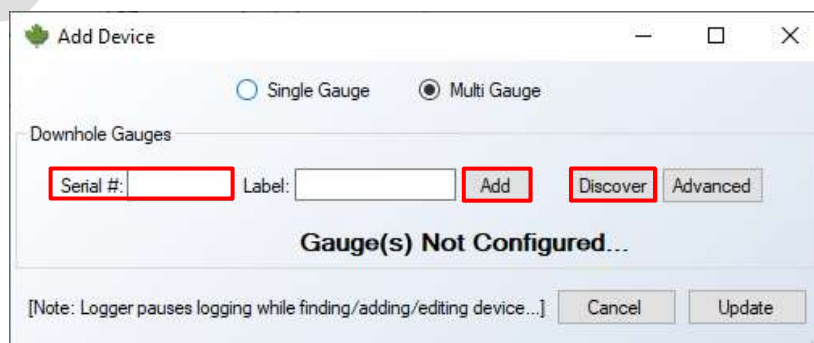 Add Device
Single Gauge Multi Gauge
Downhole Gauges
Serial #: Label: Add Discover Advanced
Gauge(s) Not Configured...
[Note: Logger pauses logging while finding/adding/editing device...] Cancel Update